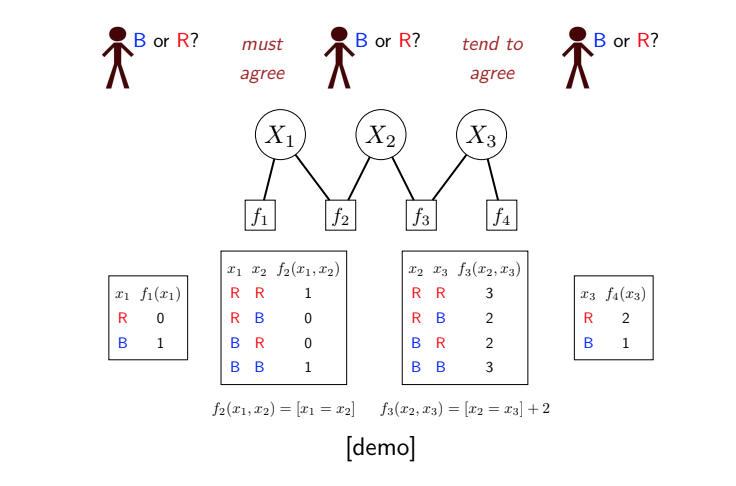 B or R?
must
agree
B or R?
tend to
agree
B or R?
X₁
X₂
X₃
f₁
f₂
f₃
f₄
x₁ f₁(x₁)
R 0
B 1
x₁ x₂ f₂(x₁, x₂)
R R 1
R B 0
B R 0
B B 1
x₂ x₃ f₃(x₂, x₃)
R R 3
R B 2
B R 2
B B 3
x₃ f₄(x₃)
R 2
B 1
f₂(x₁, x₂) = [x₁ = x₂]
f₃(x₂, x₃) = [x₂ = x₃] + 2
[demo]